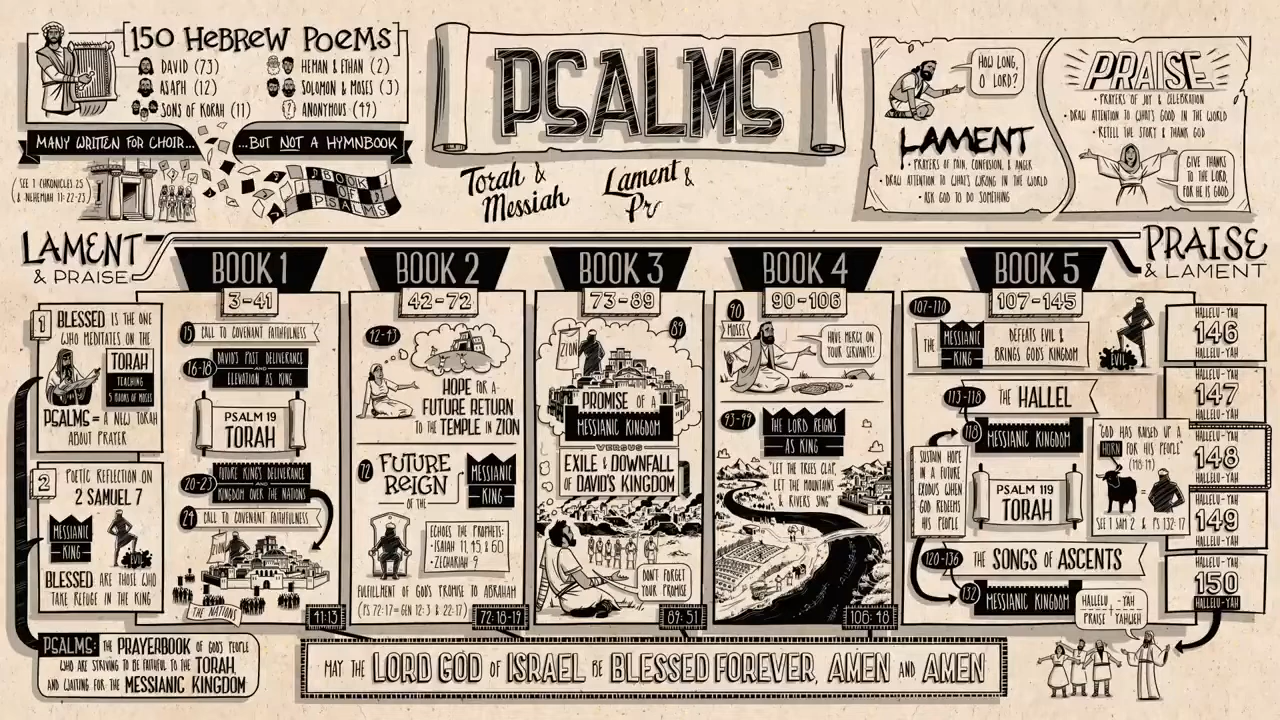 150 HEBREW POEMS
DAVID (73)
ASAPH (12)
SONS OF KORAH (11)
HEMAN & ETHAN (2)
SOLOMON & MOSES (3)
ANONYMOUS (49)
MANY WRITTEN FOR CHOIR...
...BUT NOT A HYMNBOOK
(SEE 1 CHRONICLES 25
& NEHEMIAH 11:22-23)
BOOK
OF
PSALMS
PSALMS
Torah &
Messiah
Lament &
Pr
HOW LONG,
O LORD?
LAMENT
• PRAYERS OF PAIN, CONFUSION, & ANGER
• DRAW ATTENTION TO WHAT'S WRONG IN THE WORLD
• ASK GOD TO DO SOMETHING
PRAISE
• PRAYERS OF JOY & CELEBRATION
• DRAW ATTENTION TO WHAT'S GOOD IN THE WORLD
• RETELL THE STORY & THANK GOD
GIVE THANKS
TO THE LORD,
FOR HE IS GOOD
LAMENT
& PRAISE
PRAISE
& LAMENT
1
BLESSED IS THE ONE
WHO MEDITATES ON THE
TORAH
TEACHING
5 BOOKS OF MOSES
PSALMS = A NEW TORAH
ABOUT PRAYER
2
POETIC REFLECTION ON
2 SAMUEL 7
MESSIANIC
KING
EVIL
BLESSED ARE THOSE WHO
TAKE REFUGE IN THE KING
PSALMS: THE PRAYERBOOK OF GOD'S PEOPLE
WHO ARE STRIVING TO BE FAITHFUL TO THE TORAH
AND WAITING FOR THE MESSIANIC KINGDOM
BOOK 1
3-41
15
CALL TO COVENANT FAITHFULNESS
16-18
DAVID'S PAST DELIVERANCE
AND
ELEVATION AS KING
PSALM 19
TORAH
20-23
FUTURE KING'S DELIVERANCE
AND
KINGDOM OVER THE NATIONS
24
CALL TO COVENANT FAITHFULNESS
ZION
THE NATIONS
41:13
BOOK 2
42-72
42-43
HOPE FOR A
FUTURE RETURN
TO THE TEMPLE IN ZION
72
FUTURE
REIGN
OF THE
MESSIANIC
KING
ECHOES THE PROPHETS:
• ISAIAH 11, 45 & 60
• ZECHARIAH 9
FULFILLMENT OF GOD'S PROMISE TO ABRAHAM
(PS 72:17 = GEN 12:3 & 22:17)
72:18-19
BOOK 3
73-89
89
ZION
PROMISE OF A
MESSIANIC KINGDOM
VERSUS
EXILE & DOWNFALL
OF DAVID'S KINGDOM
DON'T FORGET
YOUR PROMISE
89:51
BOOK 4
90-106
90
MOSES
HAVE MERCY ON
YOUR SERVANTS!
93-99
THE LORD REIGNS
AS KING
"LET THE TREES CLAP,
LET THE MOUNTAINS
& RIVERS SING"
106:48
BOOK 5
107-145
107-110
THE
MESSIANIC
KING
DEFEATS EVIL &
BRINGS GOD'S KINGDOM
EVIL
113-118
THE HALLEL
118
MESSIANIC KINGDOM
SUSTAIN HOPE
IN A FUTURE
EXODUS WHEN
GOD REDEEMS
HIS PEOPLE
PSALM 119
TORAH
"GOD HAS RAISED UP A
HORN FOR HIS PEOPLE"
(148:14)
=
SEE 1 SAM 2 & PS 132:17
120-136
THE SONGS OF ASCENTS
132
MESSIANIC KINGDOM
HALLELU-YAH
146
HALLELU-YAH
HALLELU-YAH
147
HALLELU-YAH
HALLELU-YAH
148
HALLELU-YAH
HALLELU-YAH
149
HALLELU-YAH
HALLELU-YAH
150
HALLELU-YAH
HALLELU - YAH
PRAISE YAHWEH
MAY THE LORD GOD OF ISRAEL BE BLESSED FOREVER, AMEN AND AMEN